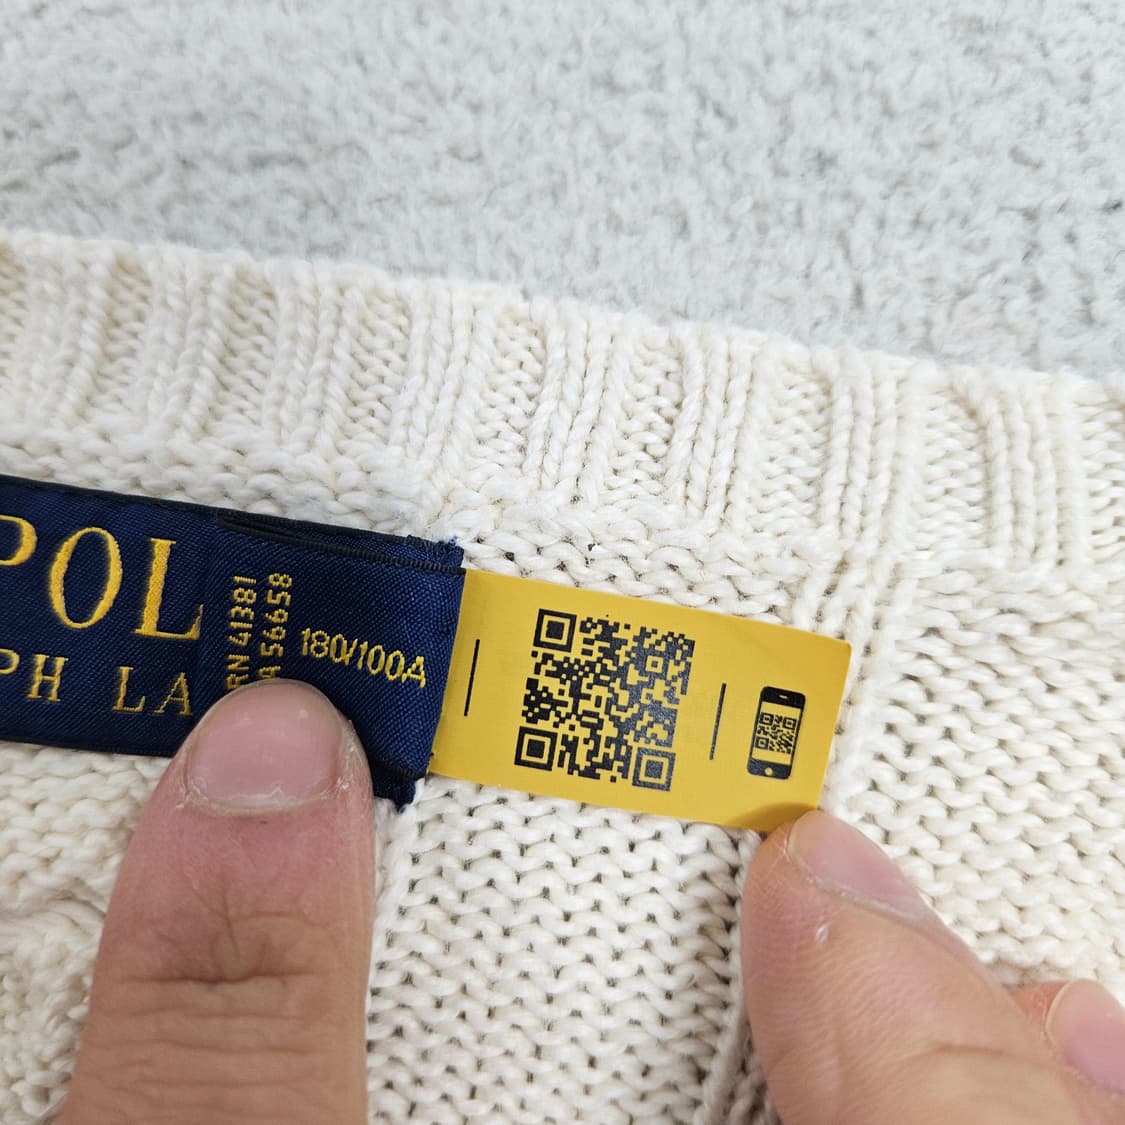 POL
PH LA
RN 41381
A 56658
180/100A